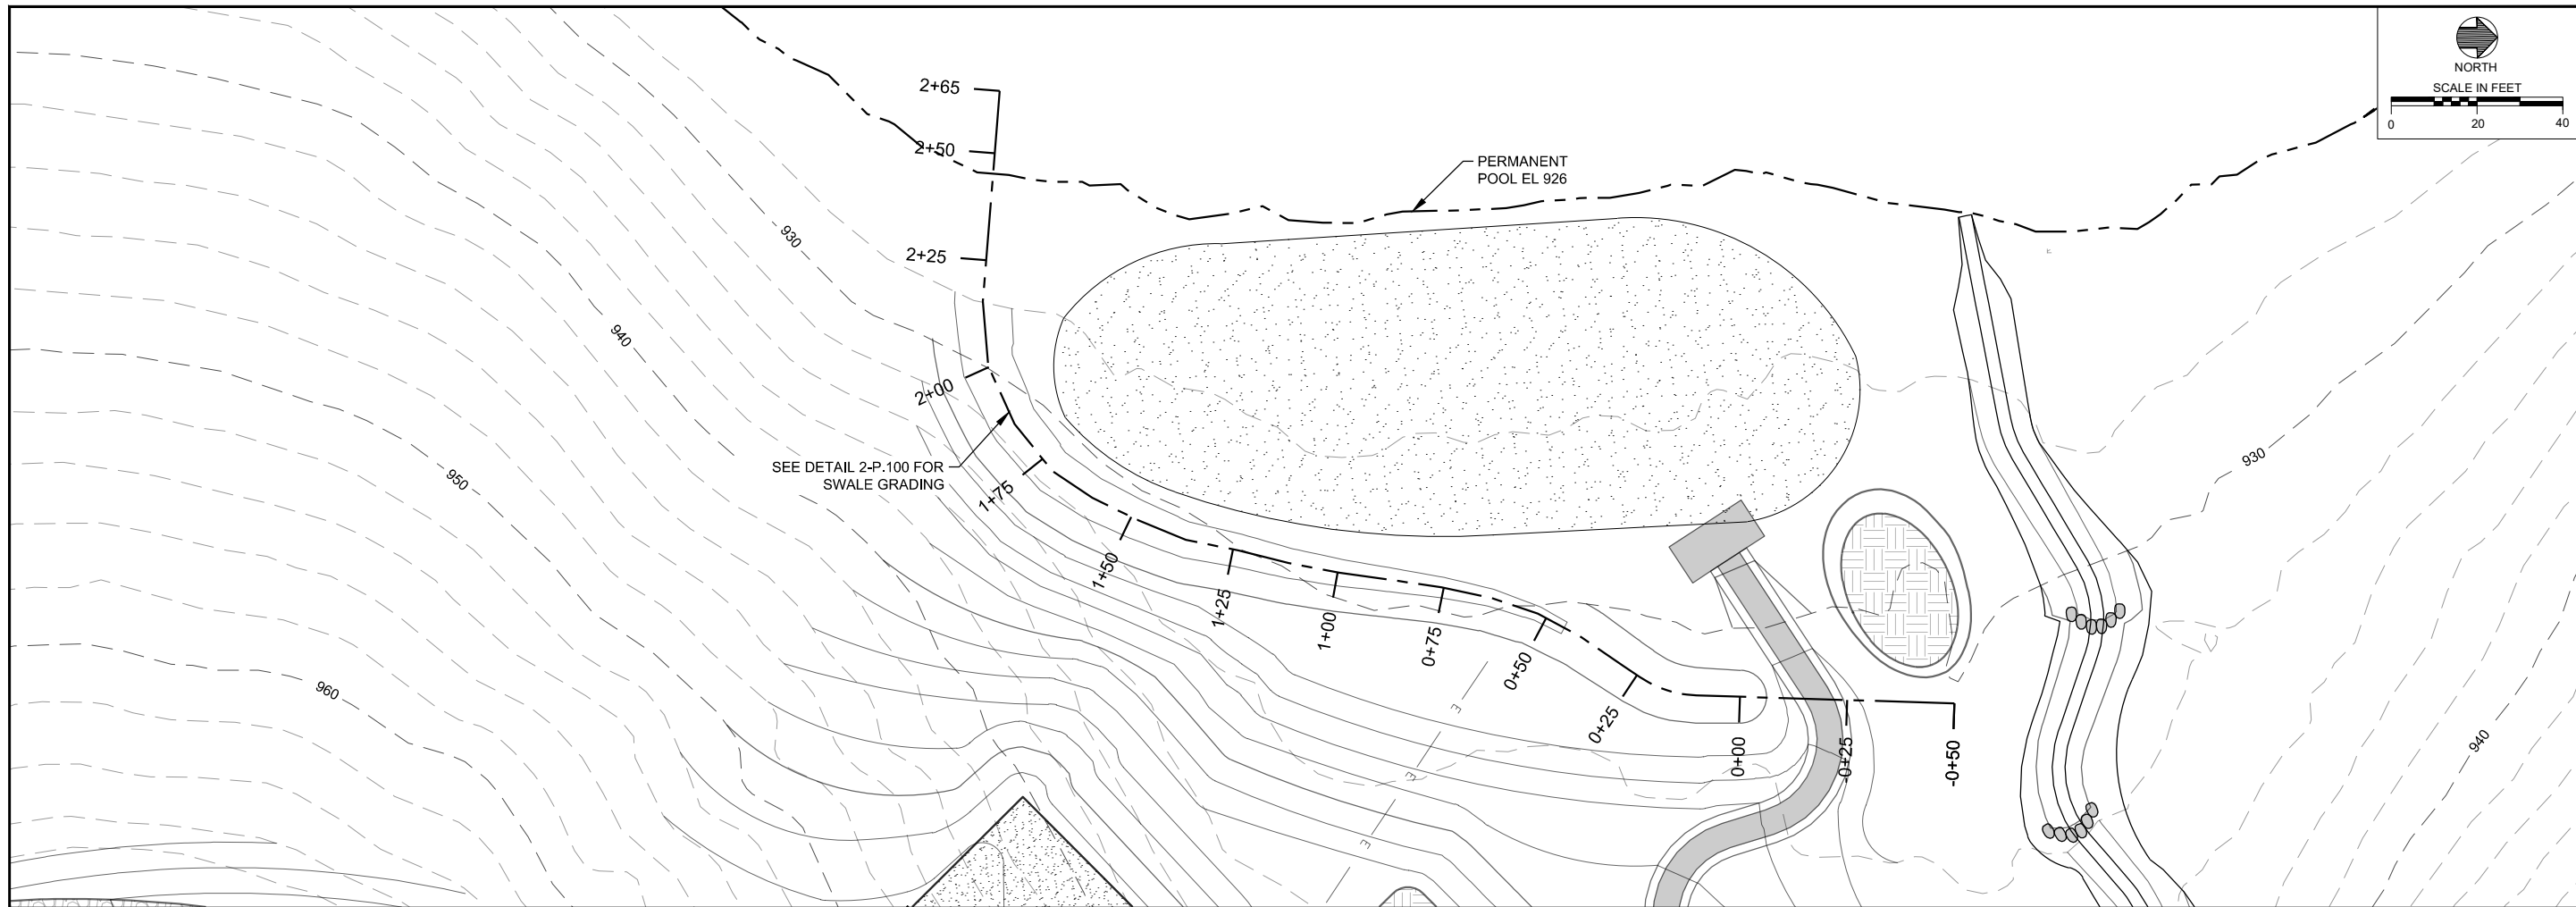 NORTH
SCALE IN FEET
0 20 40
2+65
2+50
PERMANENT
POOL EL 926
930
2+25
940
2+00
SEE DETAIL 2-P.100 FOR
SWALE GRADING
950
1+75
930
1+50
1+25
1+00
0+75
0+50
960
0+25
0+00
-0+25
-0+50
940
E
E
E
E